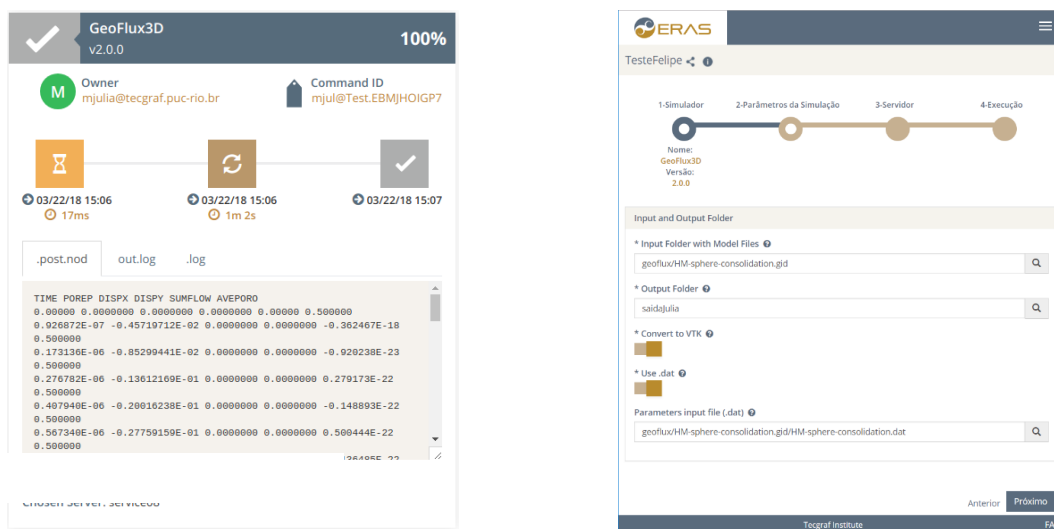 GeoFlux3D
v2.0.0
100%
M
Owner
mjulia@tecgraf.puc-rio.br
Command ID
mjul@Test.EBMJHOIGP7
03/22/18 15:06
17ms
03/22/18 15:06
1m 2s
03/22/18 15:07
.post.nod out.log .log
TIME POREP DISPX DISPY SUMFLOW AVEPORO
0.00000 0.0000000 0.0000000 0.0000000 0.00000 0.500000
0.926872E-07 -0.45719712E-02 0.0000000 0.0000000 -0.362467E-18
0.500000
0.173136E-06 -0.85299441E-02 0.0000000 0.0000000 -0.920238E-23
0.500000
0.276782E-06 -0.13612169E-01 0.0000000 0.0000000 0.279173E-22
0.500000
0.407940E-06 -0.20016238E-01 0.0000000 0.0000000 -0.148893E-22
0.500000
0.567340E-06 -0.27759159E-01 0.0000000 0.0000000 0.500444E-22
0.500000
Chosen Server: service08
ERAS
TesteFelipe
1-Simulador 2-Parâmetros da Simulação 3-Servidor 4-Execução
Nome:
GeoFlux3D
Versão:
2.0.0
Input and Output Folder
* Input Folder with Model Files
geoflux/HM-sphere-consolidation.gid
* Output Folder
saidaJulia
* Convert to VTK
* Use .dat
Parameters input file (.dat)
geoflux/HM-sphere-consolidation.gid/HM-sphere-consolidation.dat
Anterior Próximo
Tecgraf Institute
FA